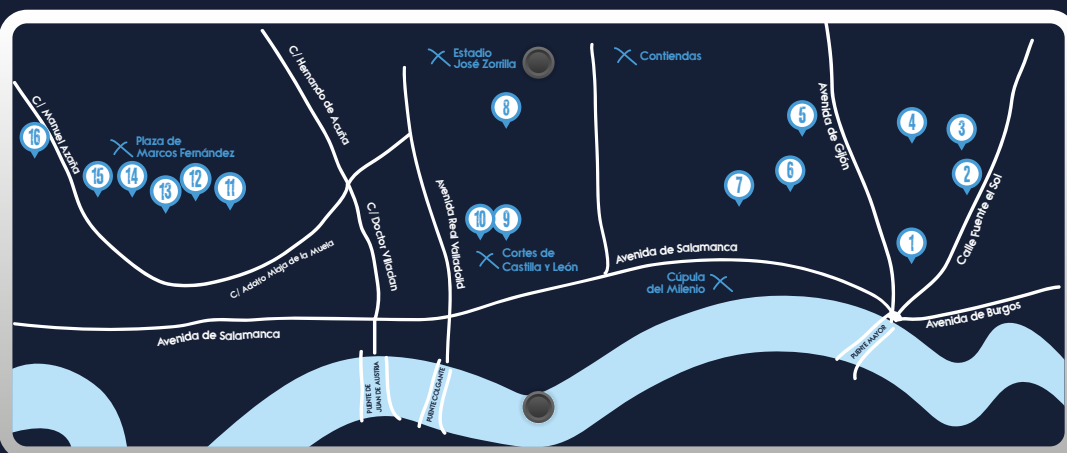 Estadio
José Zorrilla
Contiendas
C/ Hernando de Acuña
C/ Manuel Azaña
Avenida de Gijón
16
15
14
13
12
11
Plaza de
Marcos Fernández
8
5
4
3
2
1
7
6
10
9
C/ Doctor Villacian
Avenida Real Valladolid
Calle Fuente el Sol
Cortes de
Castilla y León
C/ Adolfo Miaja de la Muela
Avenida de Salamanca
Cúpula
del Milenio
Avenida de Salamanca
Avenida de Burgos
PUENTE MAYOR
PUENTE DE
JUAN DE AUSTRIA
PUENTE COLGANTE